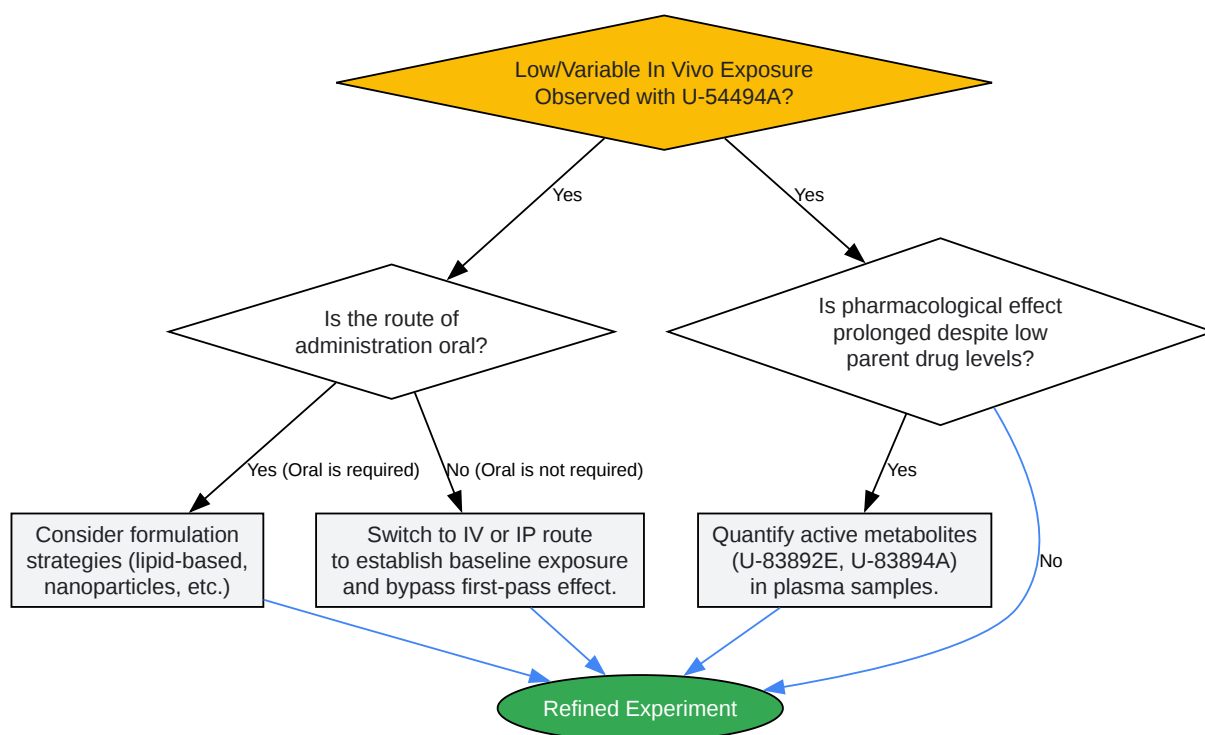 Low/Variable In Vivo Exposure
Observed with U-54494A?
Yes
Yes
Is the route of
administration oral?
Is pharmacological effect
prolonged despite low
parent drug levels?
Yes (Oral is required)
No (Oral is not required)
Yes
No
Consider formulation
strategies (lipid-based,
nanoparticles, etc.)
Switch to IV or IP route
to establish baseline exposure
and bypass first-pass effect.
Quantify active metabolites
(U-83892E, U-83894A)
in plasma samples.
Refined Experiment